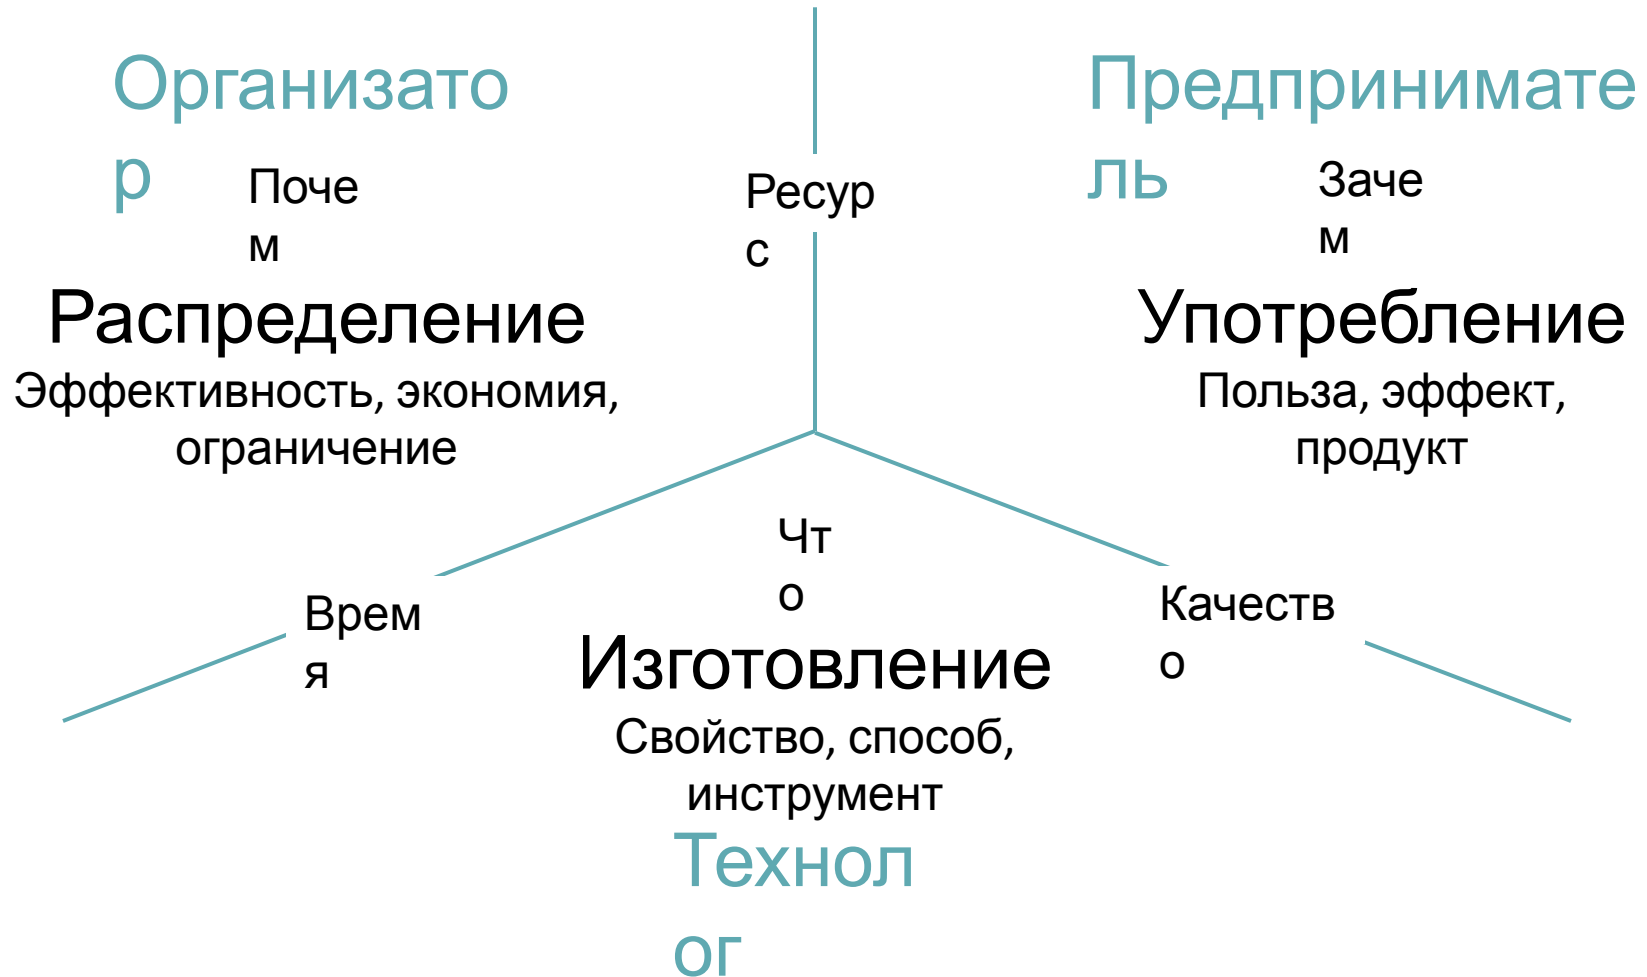 Организато
р
Почем
м
Распределение
Эффективность, экономия,
ограничение
Ресур
с
Предпринимате
ль
Заче
м
Употребление
Польза, эффект,
продукт
Врем
я
Чт
о
Изготовление
Свойство, способ,
инструмент
Технол
ог
Качеств
о